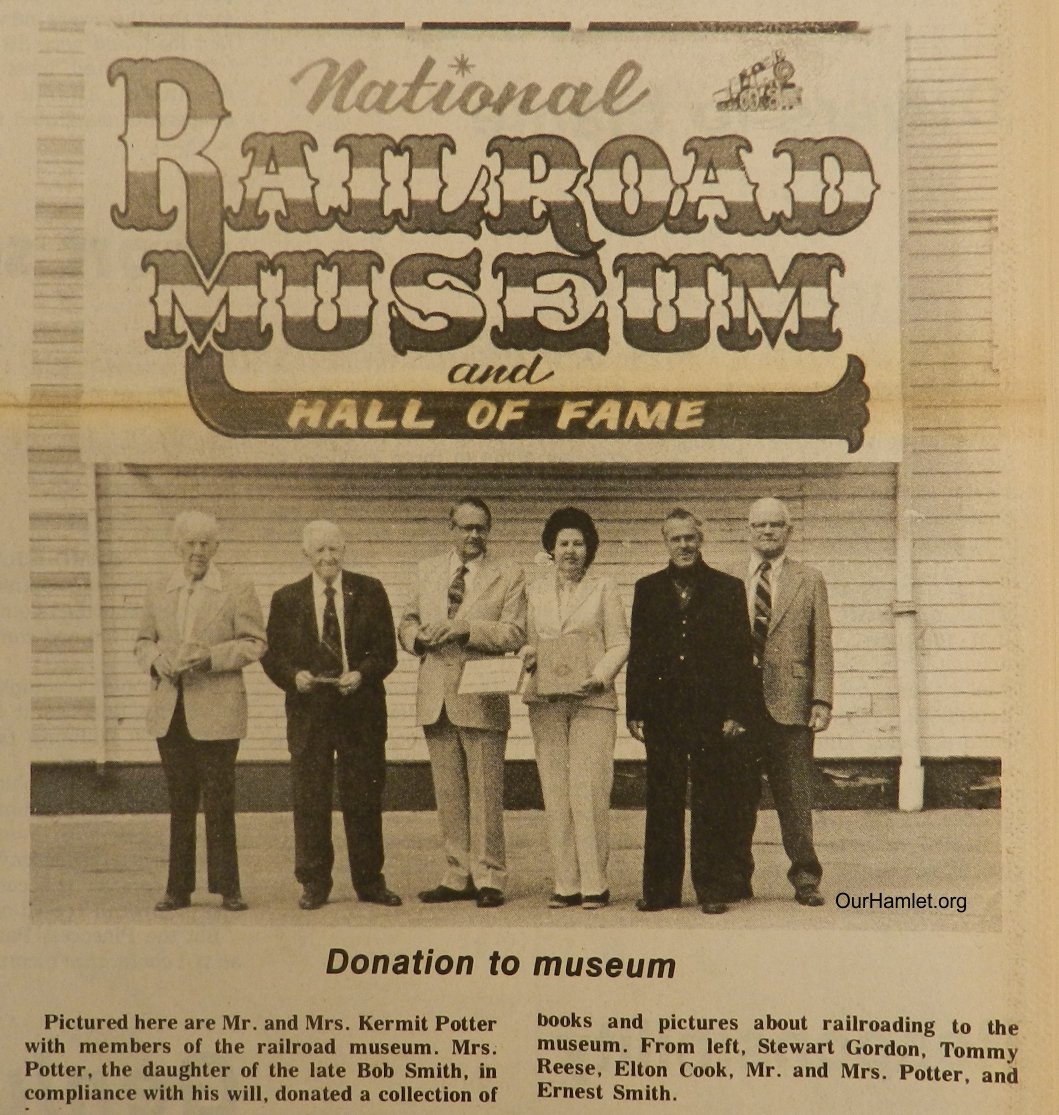 National
RAILROAD
MUSEUM
and
HALL OF FAME
OurHamlet.org
Donation to museum
Pictured here are Mr. and Mrs. Kermit Potter
with members of the railroad museum. Mrs.
Potter, the daughter of the late Bob Smith, in
compliance with his will, donated a collection of
books and pictures about railroading to the
museum. From left, Stewart Gordon, Tommy
Reese, Elton Cook, Mr. and Mrs. Potter, and
Ernest Smith.